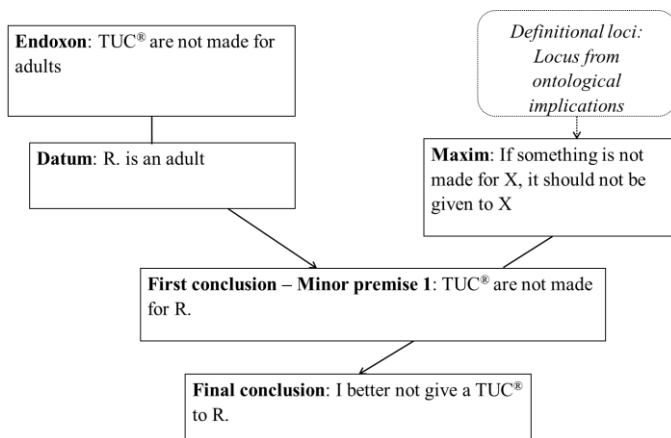 Endoxon: TUC® are not made for
adults
Definitional loci:
Locus from
ontological
implications
Datum: R. is an adult
Maxim: If something is not
made for X, it should not be
given to X
First conclusion – Minor premise 1: TUC® are not made
for R.
Final conclusion: I better not give a TUC®
to R.